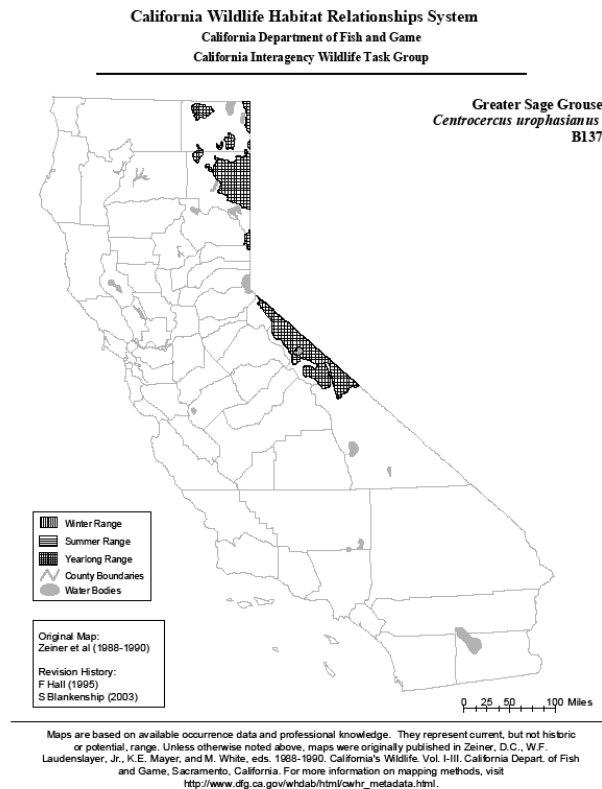 California Wildlife Habitat Relationships System
California Department of Fish and Game
California Interagency Wildlife Task Group
Greater Sage Grouse
Centrocercus urophasianus
B137
Winter Range
Summer Range
Yearlong Range
County Boundaries
Water Bodies
Original Map:
Zeiner et al (1988-1990)
Revision History:
F Hall (1995)
S Blankenship (2003)
0 25 50 100 Miles
Maps are based on available occurrence data and professional knowledge. They represent current, but not historic
or potential, range. Unless otherwise noted above, maps were originally published in Zeiner, D.C., W.F.
Laudenslayer, Jr., K.E. Mayer, and M. White, eds. 1988-1990. California's Wildlife. Vol. I-III. California Depart. of Fish
and Game, Sacramento, California. For more information on mapping methods, visit
http://www.dfg.ca.gov/whdab/html/cwhr_metadata.html.